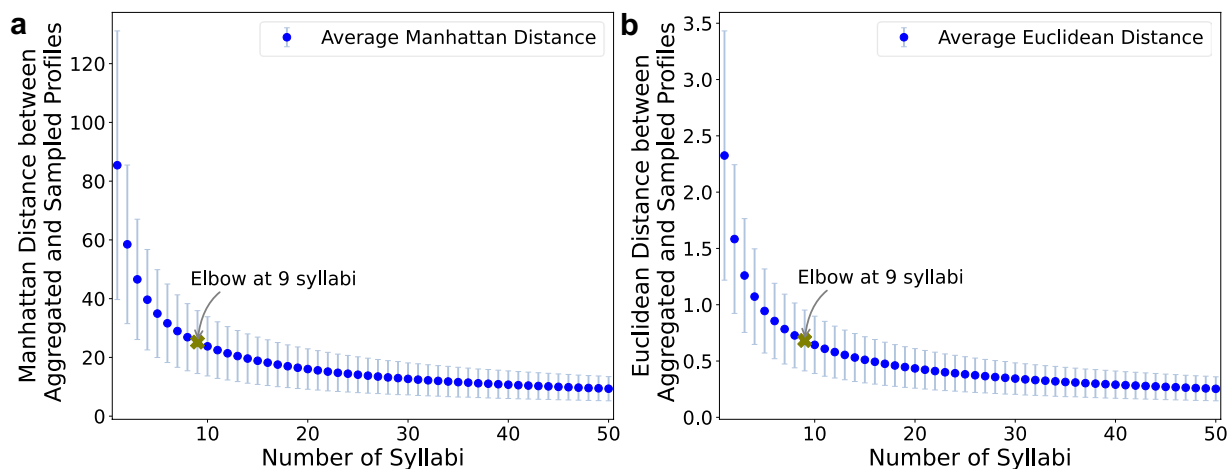 a
Average Manhattan Distance
Manhattan Distance between
Aggregated and Sampled Profiles
120
100
80
60
40
20
0
Elbow at 9 syllabi
10 20 30 40 50
Number of Syllabi
b
Average Euclidean Distance
Euclidean Distance between
Aggregated and Sampled Profiles
3.5
3.0
2.5
2.0
1.5
1.0
0.5
0.0
Elbow at 9 syllabi
10 20 30 40 50
Number of Syllabi